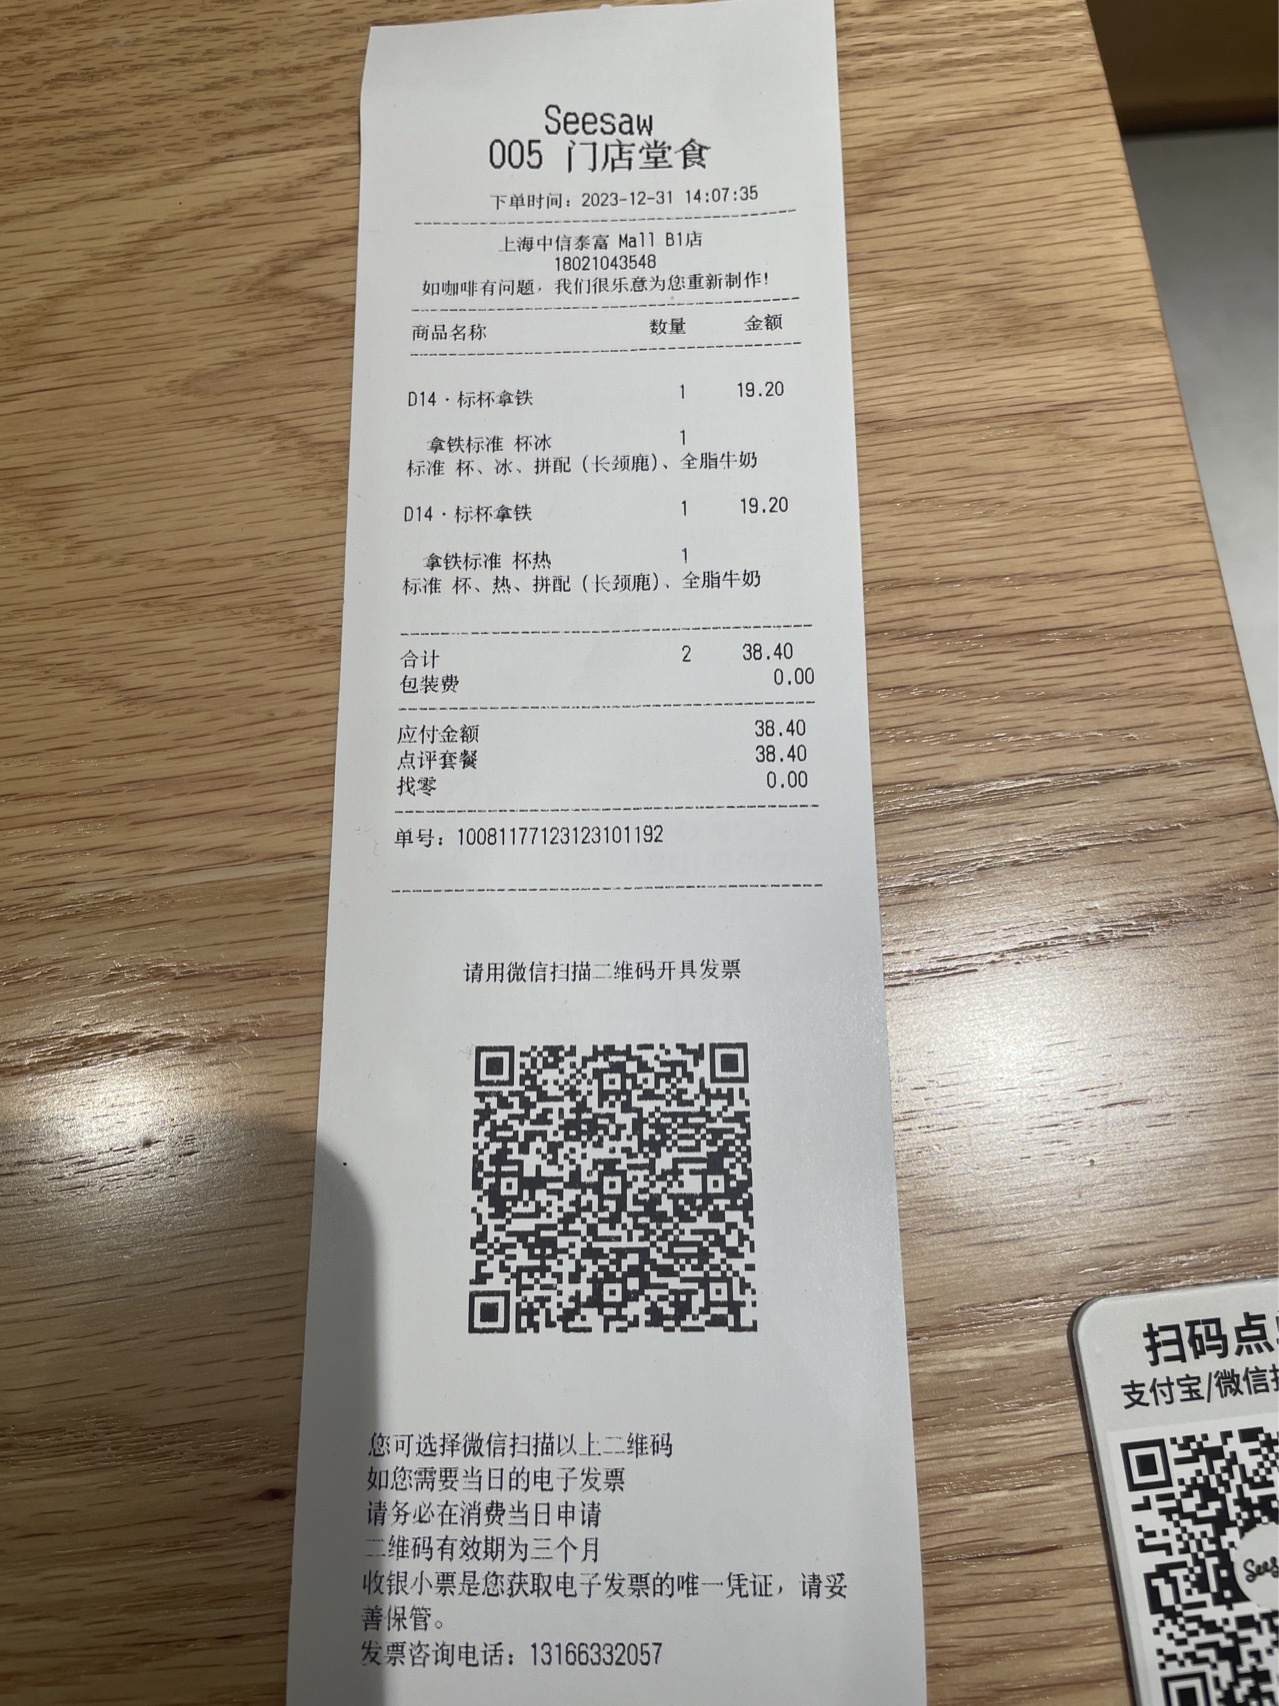 Seesaw
005 门店堂食
下单时间：2023-12-31 14:07:35
上海中信泰富 Mall B1店
18021043548
如咖啡有问题，我们很乐意为您重新制作！
商品名称 数量 金额
D14·标杯拿铁 1 19.20
拿铁标准 杯冰 1
标准 杯、冰、拼配（长颈鹿）、全脂牛奶
D14·标杯拿铁 1 19.20
拿铁标准 杯热 1
标准 杯、热、拼配（长颈鹿）、全脂牛奶
合计 2 38.40
包装费 0.00
应付金额 38.40
点评套餐 38.40
找零 0.00
单号：10081177123123101192
请用微信扫描二维码开具发票
您可选择微信扫描以上二维码
如您需要当日的电子发票
请务必在消费当日申请
二维码有效期为三个月
收银小票是您获取电子发票的唯一凭证，请妥
善保管。
发票咨询电话：13166332057
扫码点
支付宝/微信